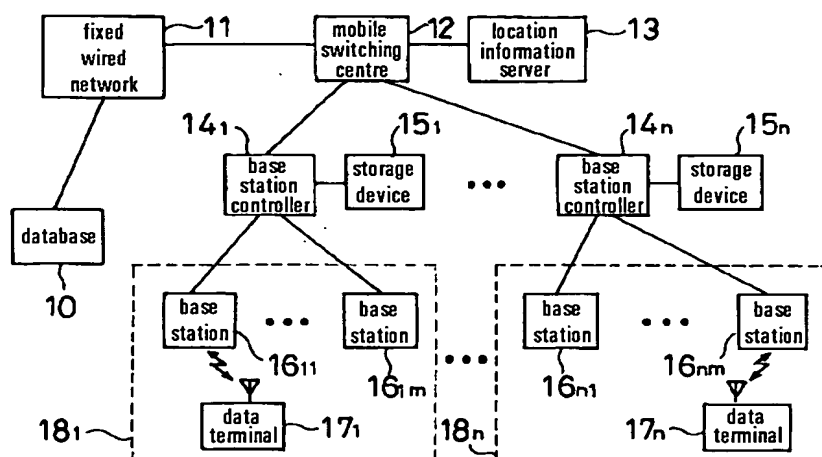 fixed wired network
11
mobile switching centre
12
location information server
13
14₁
15₁
14ₙ
15ₙ
base station controller
storage device
base station controller
storage device
database
10
base station
base station
base station
base station
16₁₁
16₁ₘ
16ₙ₁
16ₙₘ
18₁
data terminal
17₁
18ₙ
data terminal
17ₙ